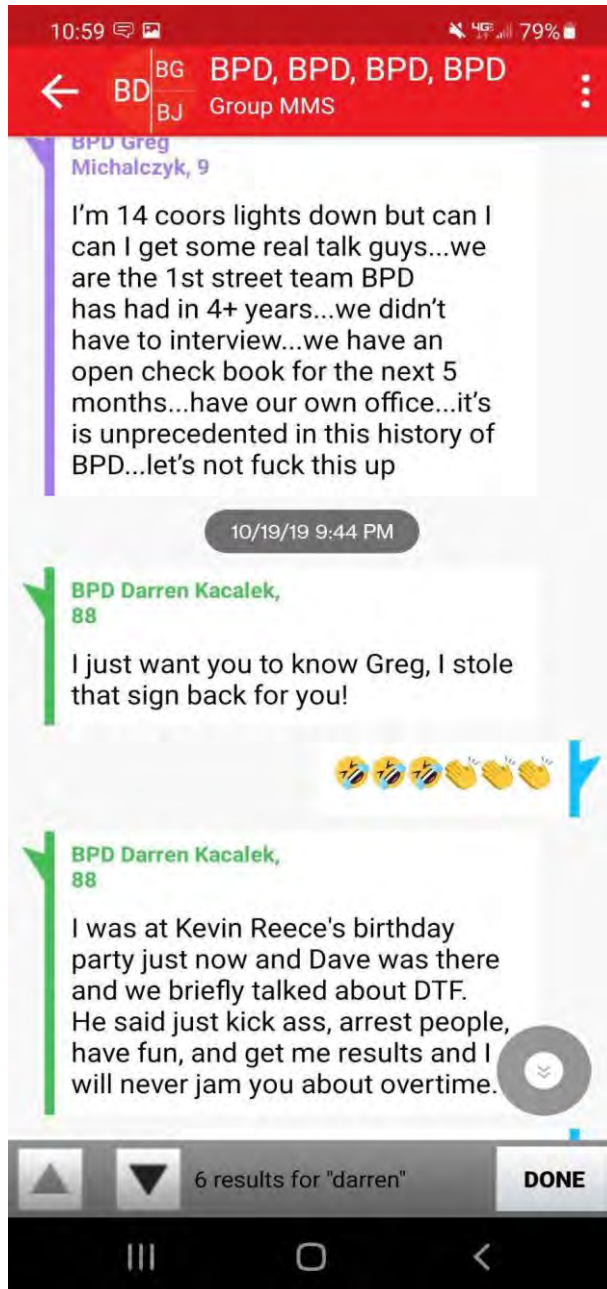 10:59 79%
BD BG BJ BPD, BPD, BPD, BPD
Group MMS
BPD Greg
Michalczyk, 9
I'm 14 coors lights down but can I
can I get some real talk guys...we
are the 1st street team BPD
has had in 4+ years...we didn't
have to interview...we have an
open check book for the next 5
months...have our own office...it's
is unprecedented in this history of
BPD...let's not fuck this up
10/19/19 9:44 PM
BPD Darren Kacalek,
88
I just want you to know Greg, I stole
that sign back for you!
🤣🤣🤣👏👏👏
BPD Darren Kacalek,
88
I was at Kevin Reece's birthday
party just now and Dave was there
and we briefly talked about DTF.
He said just kick ass, arrest people,
have fun, and get me results and I
will never jam you about overtime.
6 results for "darren" DONE